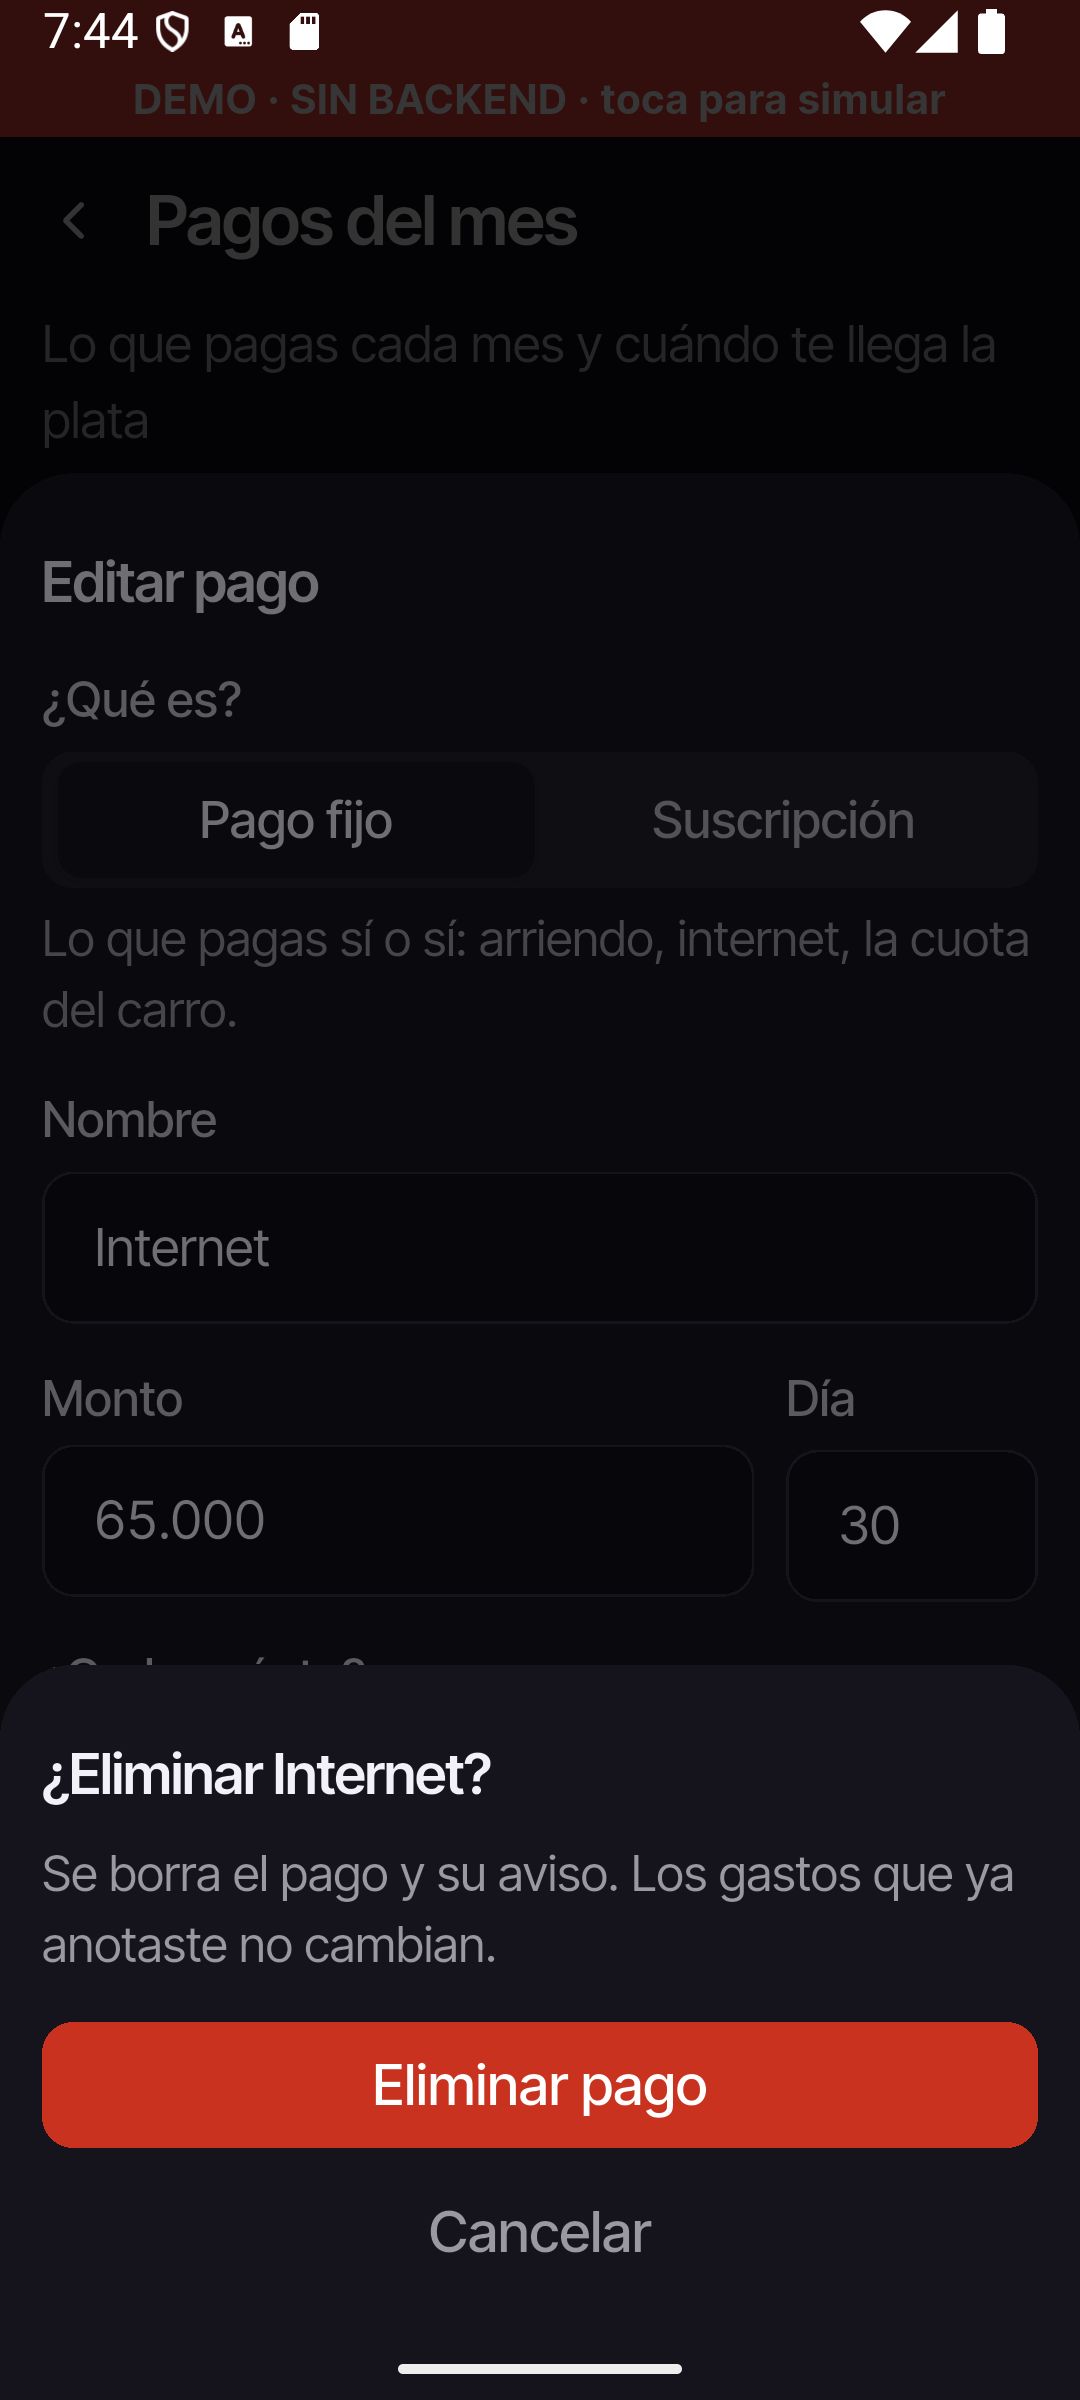 7:44
DEMO · SIN BACKEND · toca para simular
Pagos del mes
Lo que pagas cada mes y cuándo te llega la
plata
Editar pago
¿Qué es?
Pago fijo
Suscripción
Lo que pagas sí o sí: arriendo, internet, la cuota
del carro.
Nombre
Internet
Monto
Día
65.000
30
¿Eliminar Internet?
Se borra el pago y su aviso. Los gastos que ya
anotaste no cambian.
Eliminar pago
Cancelar